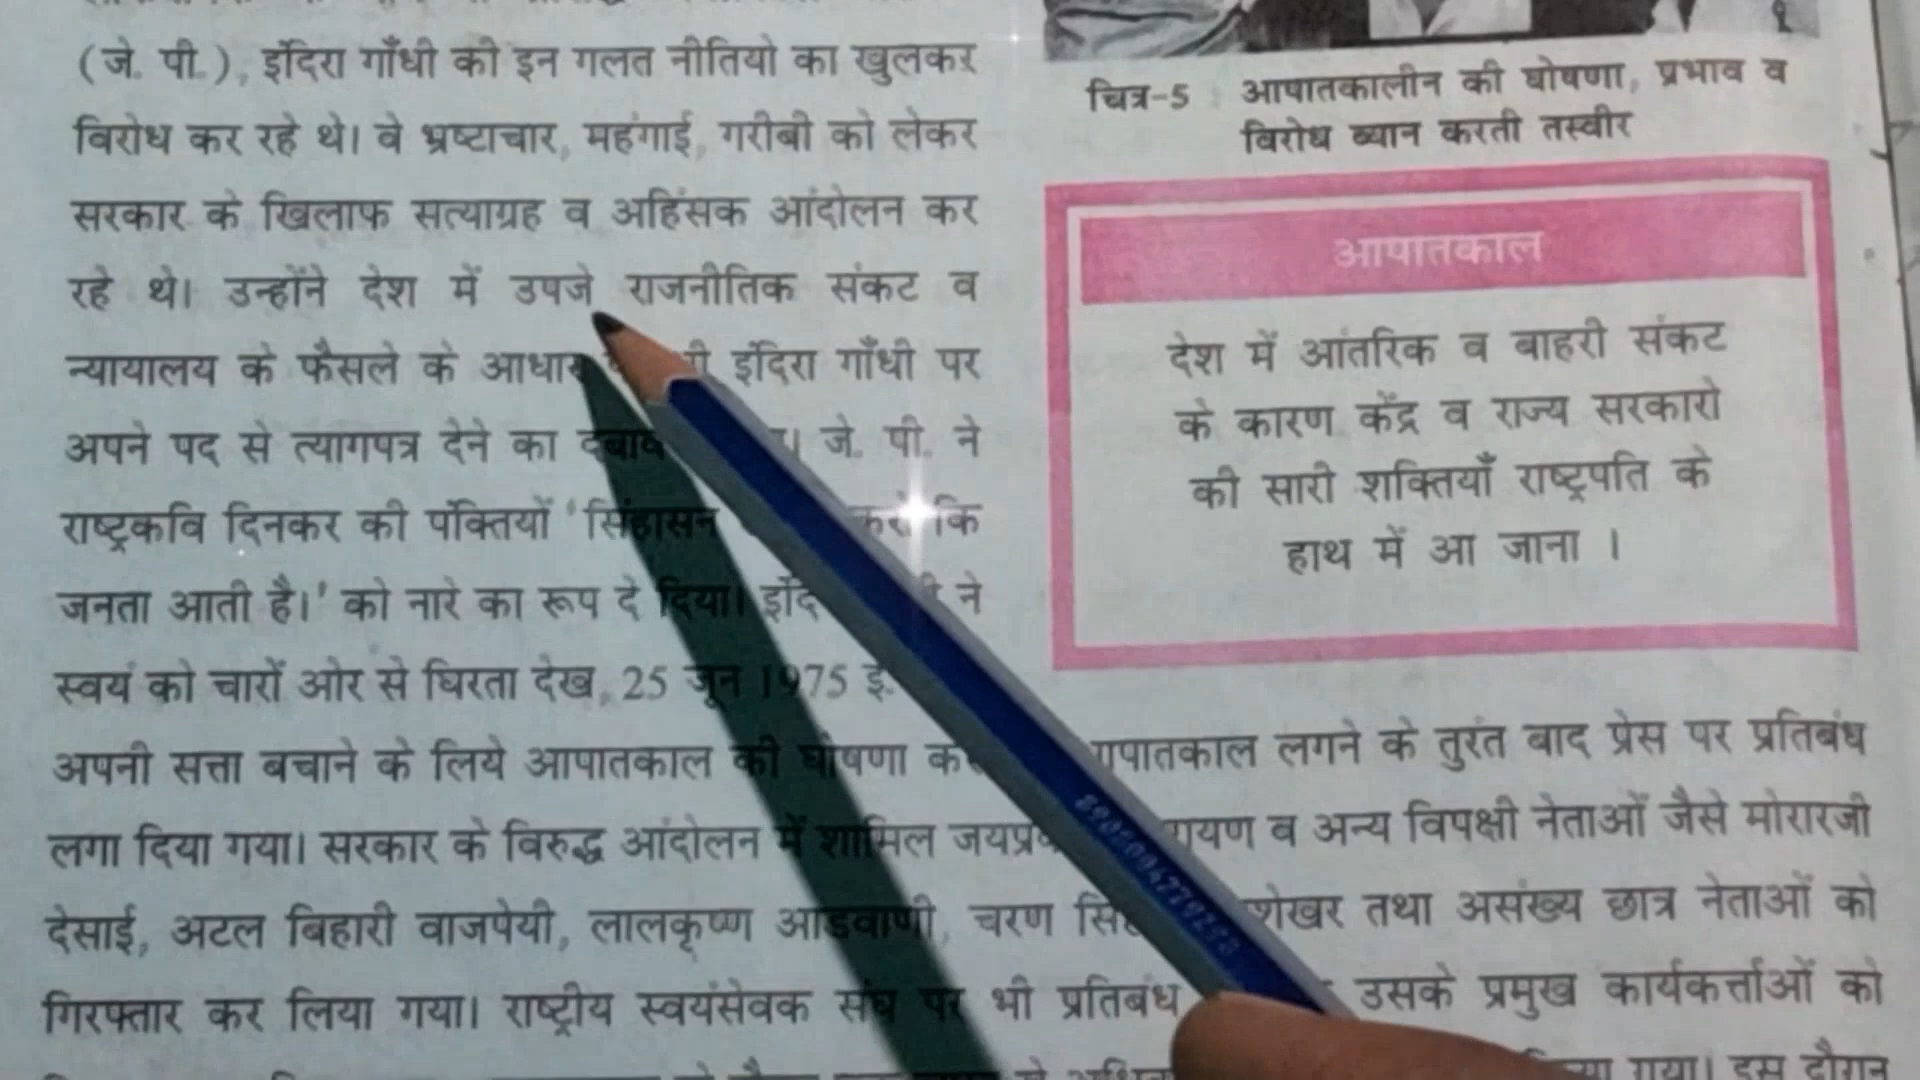 (जे. पी.), इंदिरा गाँधी की इन गलत नीतियो का खुलकर
विरोध कर रहे थे। वे भ्रष्टाचार, महंगाई, गरीबी को लेकर
सरकार के खिलाफ सत्याग्रह व अहिंसक आंदोलन कर
रहे थे। उन्होंने देश में उपजे राजनीतिक संकट व
न्यायालय के फैसले के आधार इंदिरा गाँधी पर
अपने पद से त्यागपत्र देने का दबाव जे. पी. ने
राष्ट्रकवि दिनकर की पंक्तियों 'सिंहासन कि
जनता आती है।' को नारे का रूप दे दिया। ने
स्वयं को चारों ओर से घिरता देख, 25 जून 1975 ई.
चित्र-5 आपातकालीन की घोषणा, प्रभाव व
विरोध ब्यान करती तस्वीर
आपातकाल
देश में आंतरिक व बाहरी संकट
के कारण केंद्र व राज्य सरकारो
की सारी शक्तियाँ राष्ट्रपति के
हाथ में आ जाना ।
अपनी सत्ता बचाने के लिये आपातकाल की घोषणा लगने के तुरंत बाद प्रेस पर प्रतिबंध
लगा दिया गया। सरकार के विरुद्ध आंदोलन में शामिल व अन्य विपक्षी नेताओं जैसे मोरारजी
देसाई, अटल बिहारी वाजपेयी, लालकृष्ण आडवाणी, चरण तथा असंख्य छात्र नेताओं को
गिरफ्तार कर लिया गया। राष्ट्रीय स्वयंसेवक संघ पर भी प्रतिबंध उसके प्रमुख कार्यकर्त्ताओं को
गया। इस दौरान